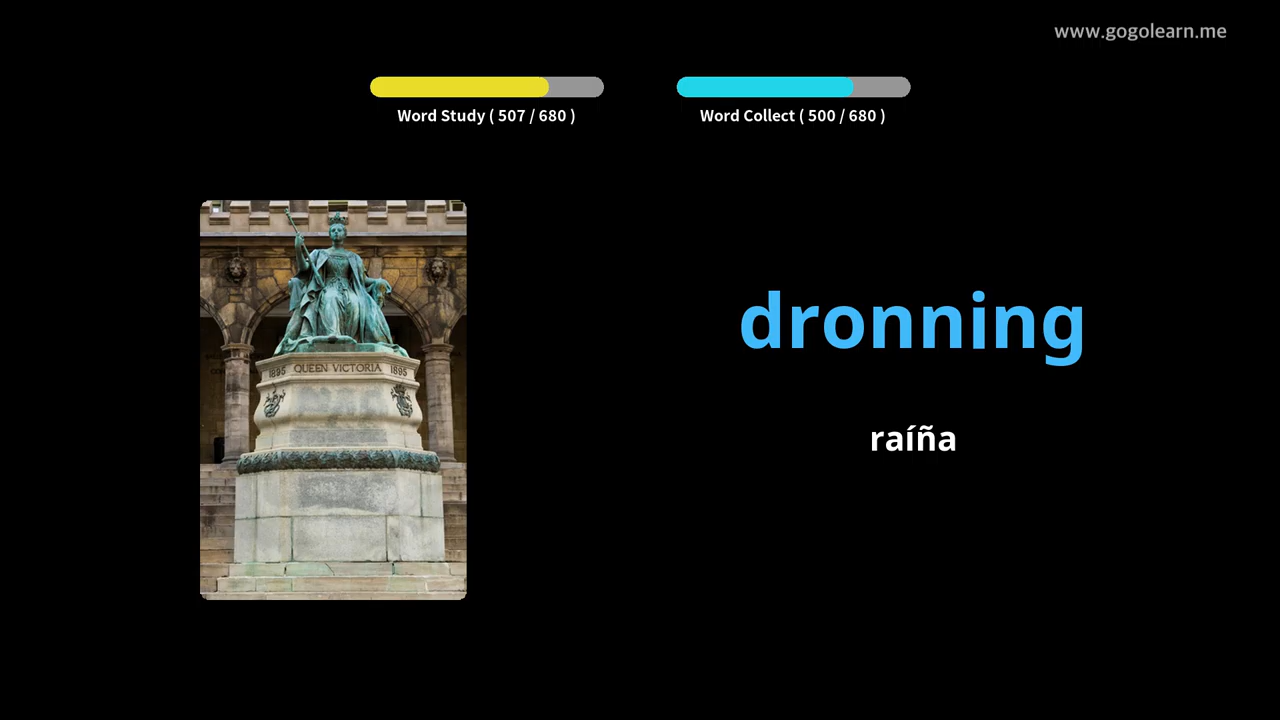 www.gogolearn.me
Word Study ( 507 / 680 )
Word Collect ( 500 / 680 )
1895 QUEEN VICTORIA 1895
dronning
raíña